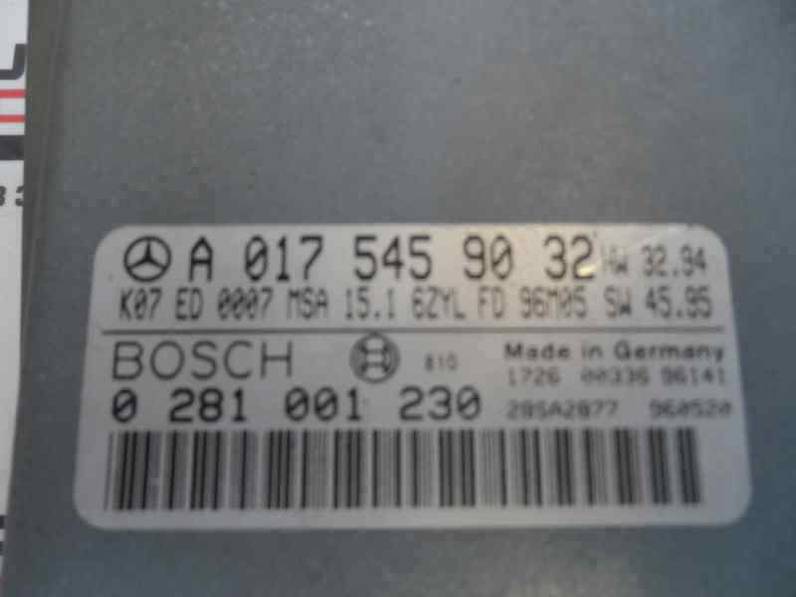 A 017 545 90 32 HW 32.94
K07 ED 0007 MSA 15.1 6ZYL FD 96M05 SW 45.95
BOSCH 810 Made in Germany
1726 00336 96141
0 281 001 230 285A2877 960520